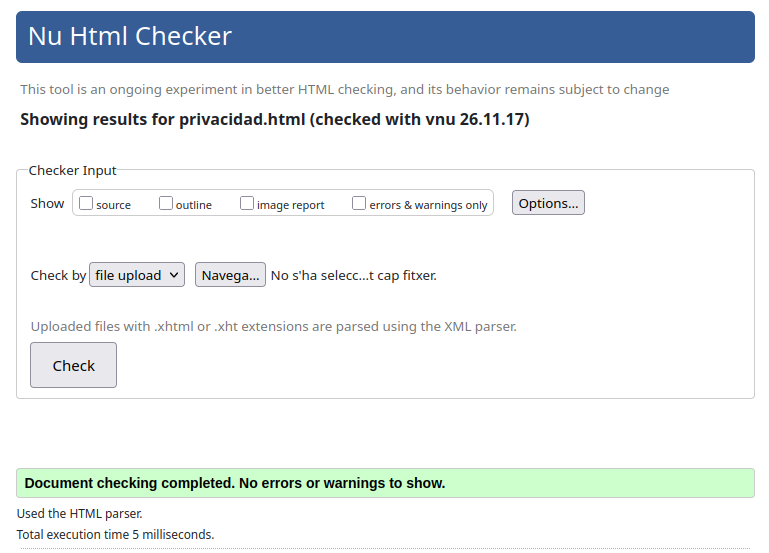 Nu Html Checker
This tool is an ongoing experiment in better HTML checking, and its behavior remains subject to change
Showing results for privacidad.html (checked with vnu 26.11.17)
Checker Input
Show source outline image report errors & warnings only Options...
Check by file upload Navega... No s'ha selecc...t cap fitxer.
Uploaded files with .xhtml or .xht extensions are parsed using the XML parser.
Check
Document checking completed. No errors or warnings to show.
Used the HTML parser.
Total execution time 5 milliseconds.